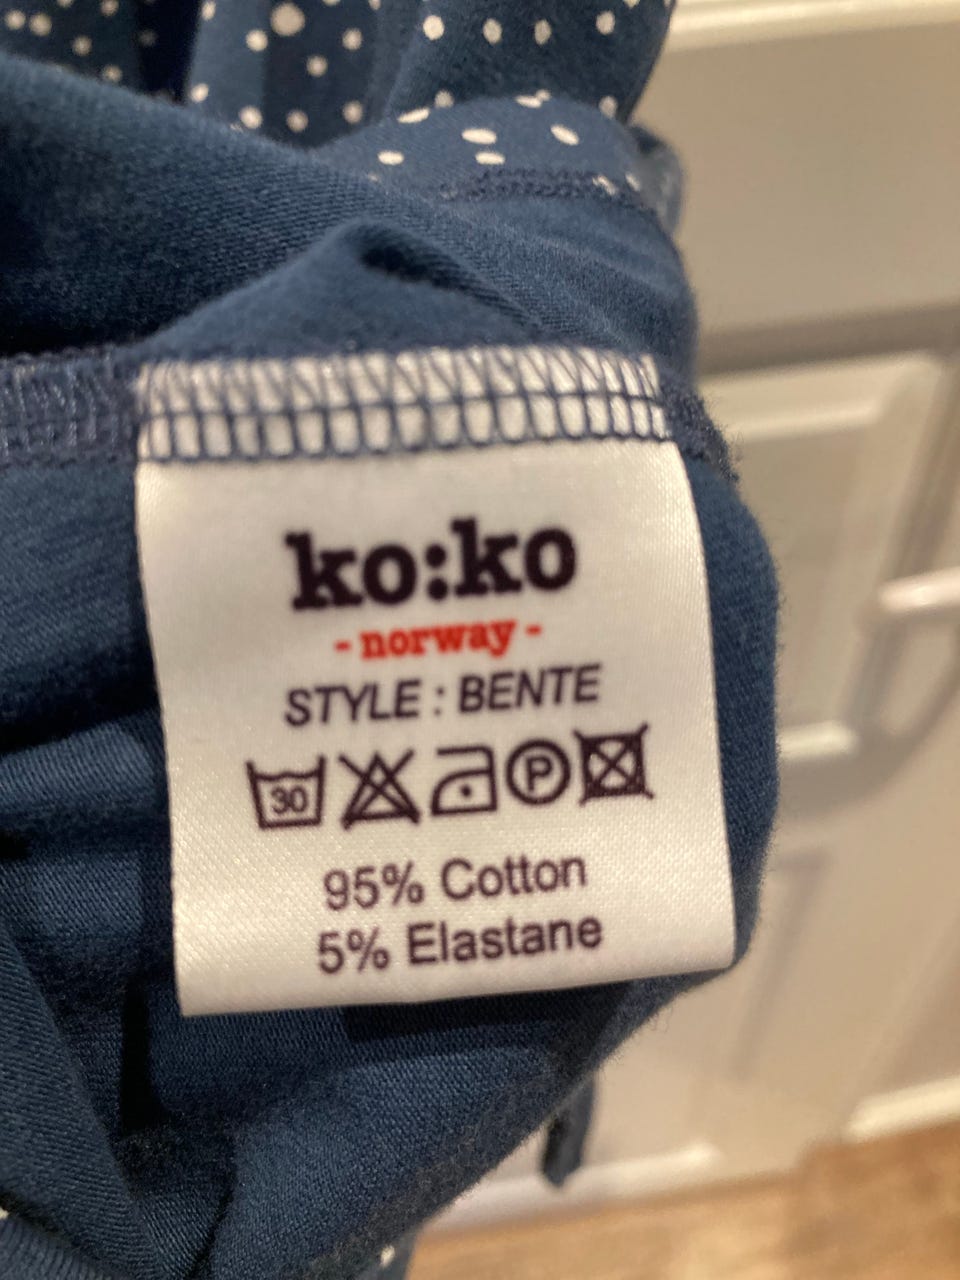 ko:ko
- norway -
STYLE : BENTE
30 P
95% Cotton
5% Elastane